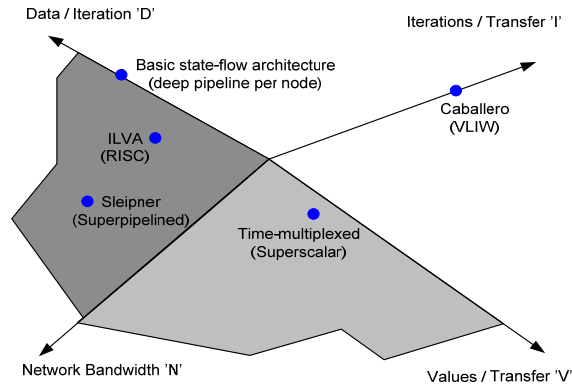 Data / Iteration 'D'
Iterations / Transfer 'I'
Basic state-flow architecture
(deep pipeline per node)
Caballero
(VLIW)
ILVA
(RISC)
Sleipner
(Superpipelined)
Time-multiplexed
(Superscalar)
Network Bandwidth 'N'
Values / Transfer 'V'